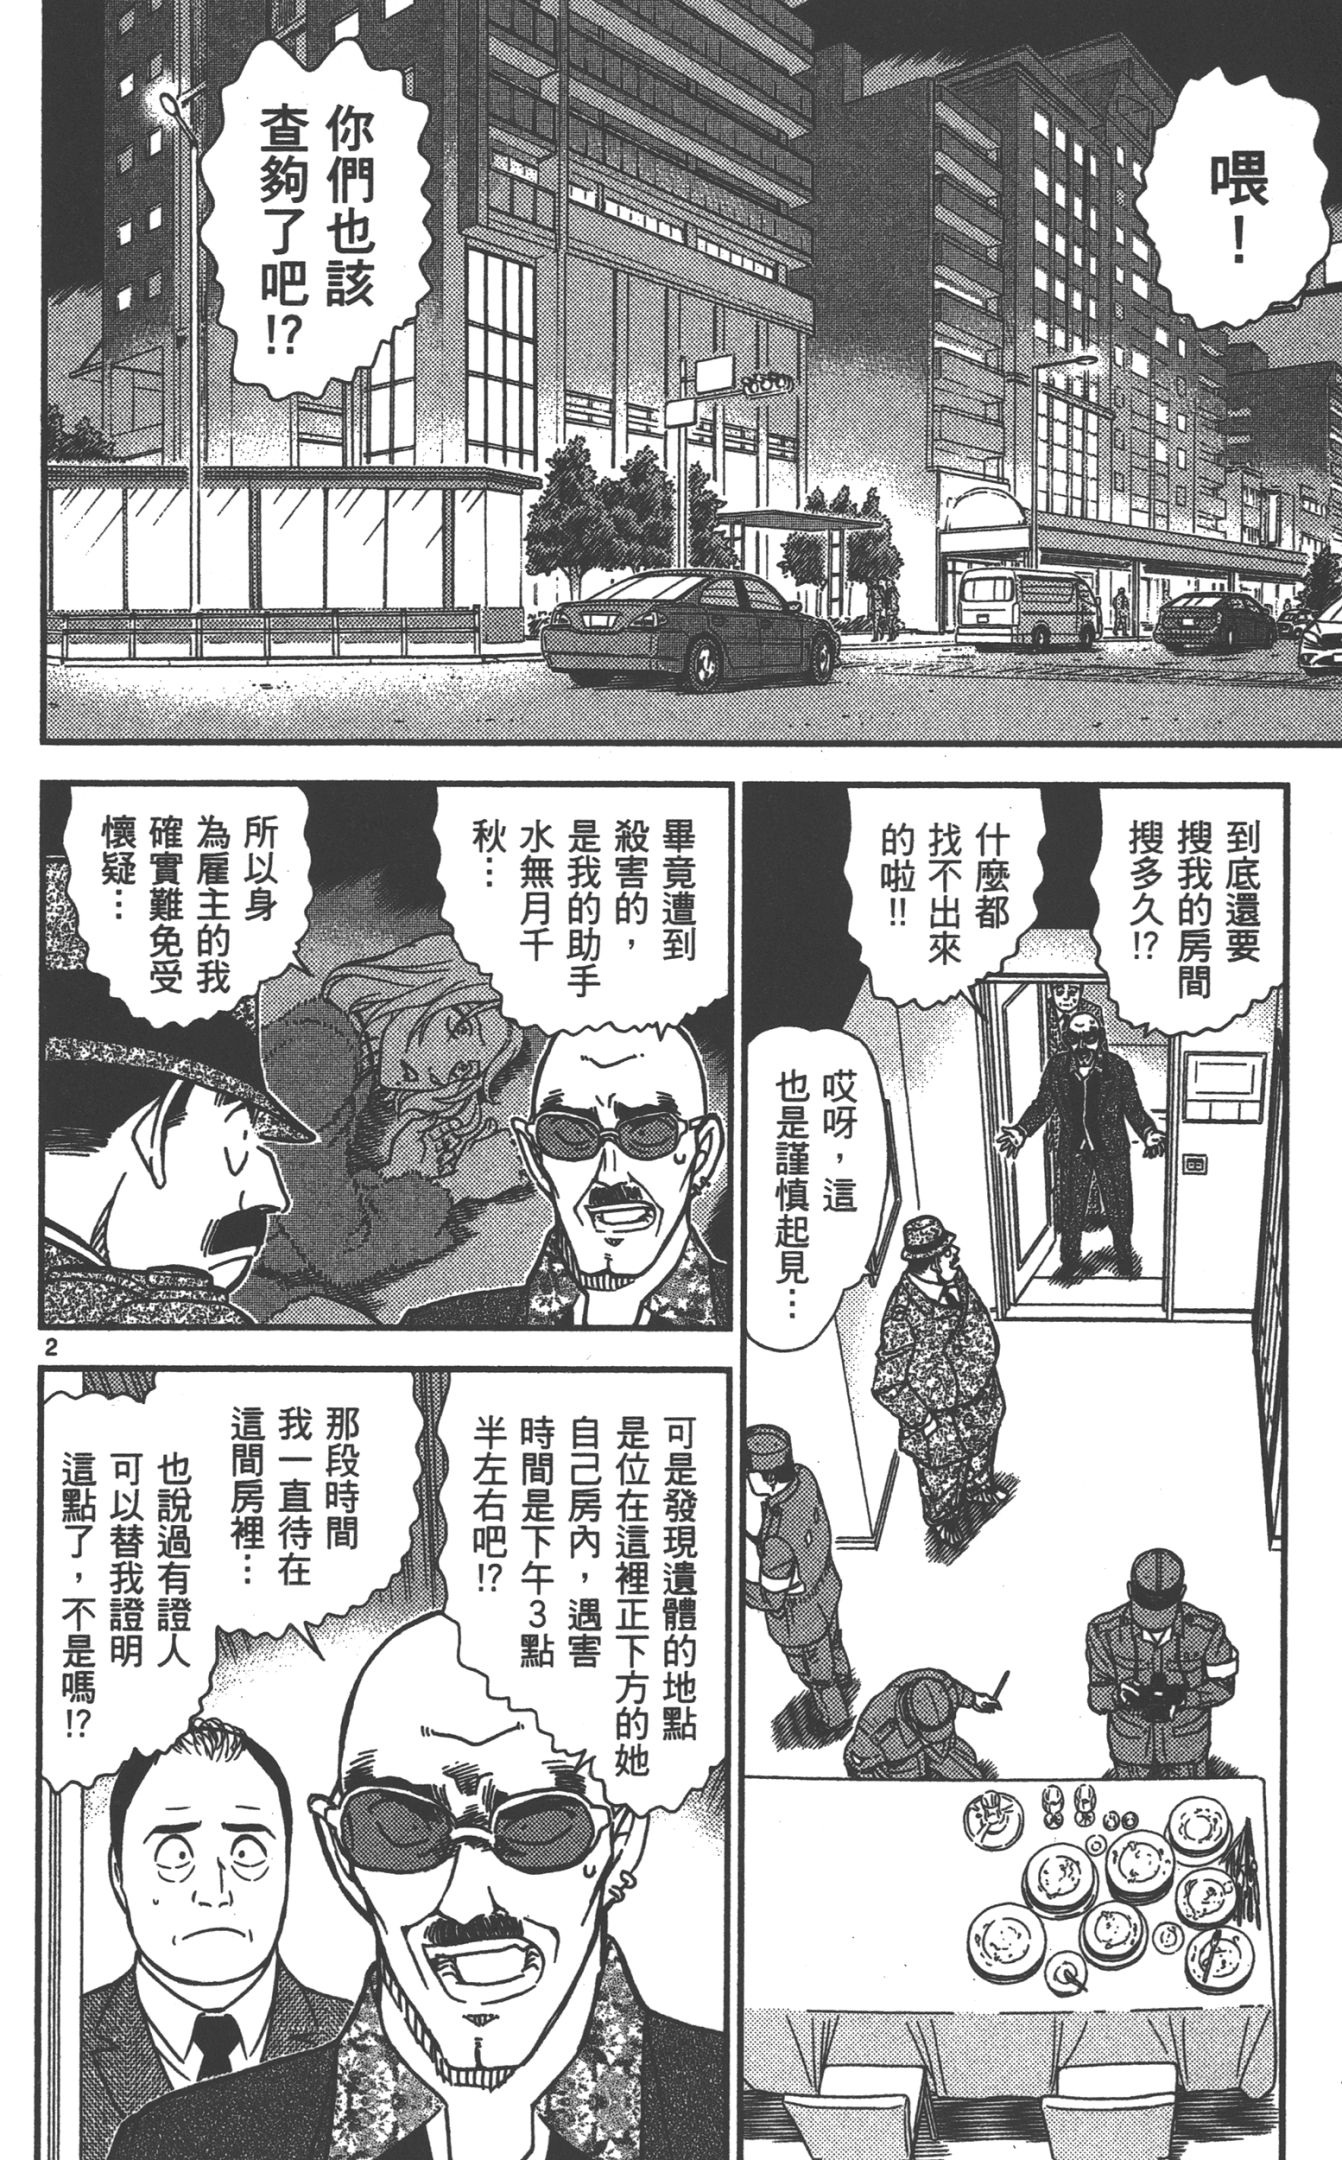 喂！
你們也該
查夠了吧!?
到底還要
搜我的房間
搜多久!?
什麼都
找不出來
的啦!!
哎呀，這
也是謹慎起見…
畢竟遭到
殺害的，
是我的助手
水無月千
秋…
所以身
為雇主的我
確實難免受
懷疑…
2
可是發現遺體的地點
是位在這裡正下方的她
自己房內，遇害
時間是下午3點
半左右吧!?
那段時間
我一直待在
這間房裡…
也說過有證人
可以替我證明
這點了，不是嗎!?